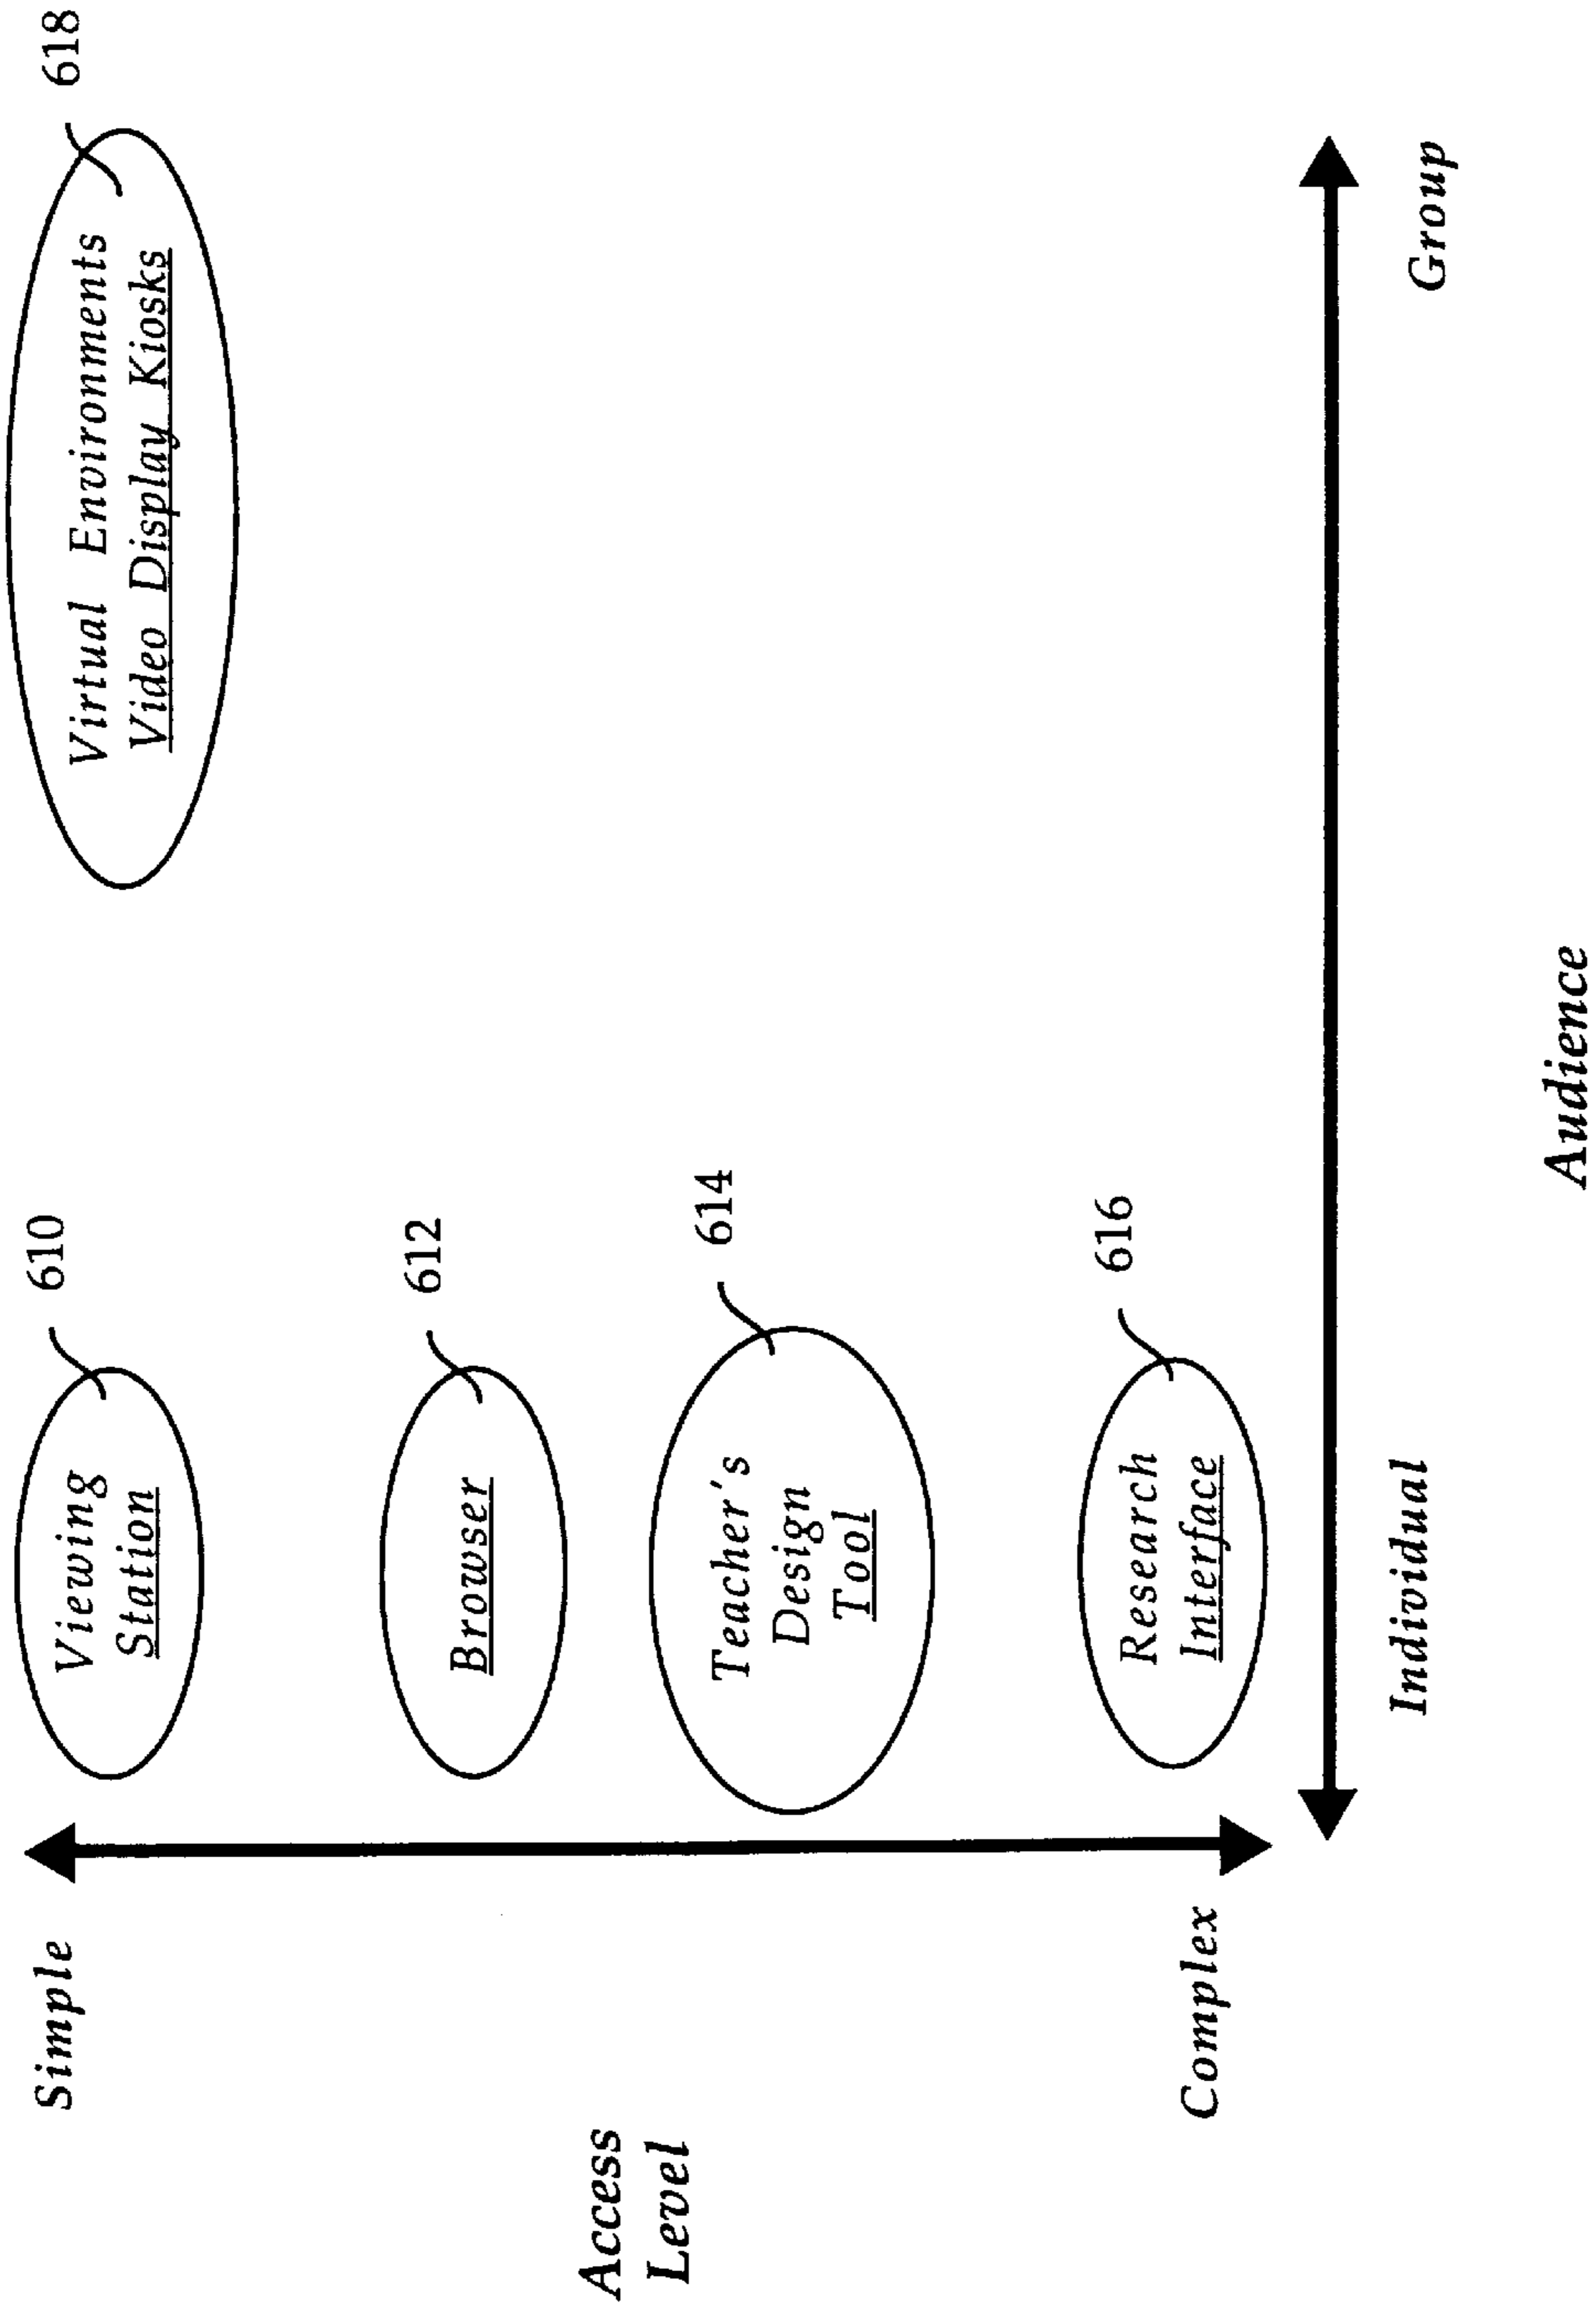 Simple
Access
Level
Complex
Viewing
Station
610
Browser
612
Teacher's
Design
Tool
614
Research
Interface
616
Virtual Environments
Video Display Kiosks
618
Individual
Group
Audience